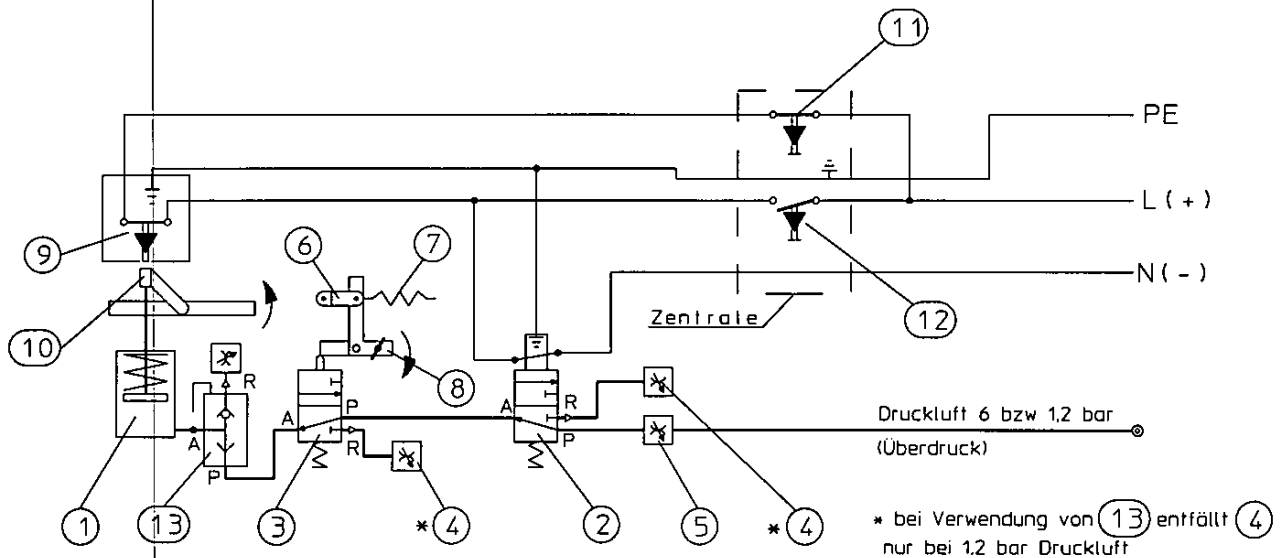 11
PE
L (+)
9
6
7
N (-)
Zentrale
12
10
8
R
A
P
R
A
P
R
A
P
Druckluft 6 bzw 1,2 bar
(Überdruck)
1
13
3
* 4
2
5
* 4
* bei Verwendung von 13 entfällt 4
nur bei 1,2 bar Druckluft